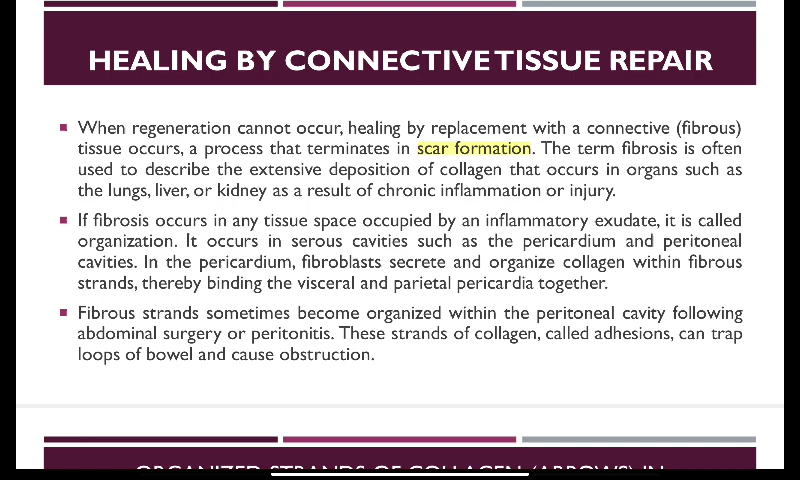 HEALING BY CONNECTIVE TISSUE REPAIR
When regeneration cannot occur, healing by replacement with a connective (fibrous)
tissue occurs, a process that terminates in scar formation. The term fibrosis is often
used to describe the extensive deposition of collagen that occurs in organs such as
the lungs, liver, or kidney as a result of chronic inflammation or injury.
If fibrosis occurs in any tissue space occupied by an inflammatory exudate, it is called
organization. It occurs in serous cavities such as the pericardium and peritoneal
cavities. In the pericardium, fibroblasts secrete and organize collagen within fibrous
strands, thereby binding the visceral and parietal pericardia together.
Fibrous strands sometimes become organized within the peritoneal cavity following
abdominal surgery or peritonitis. These strands of collagen, called adhesions, can trap
loops of bowel and cause obstruction.
ORGANIZED STRANDS OF COLLAGEN (ARROWS) IN